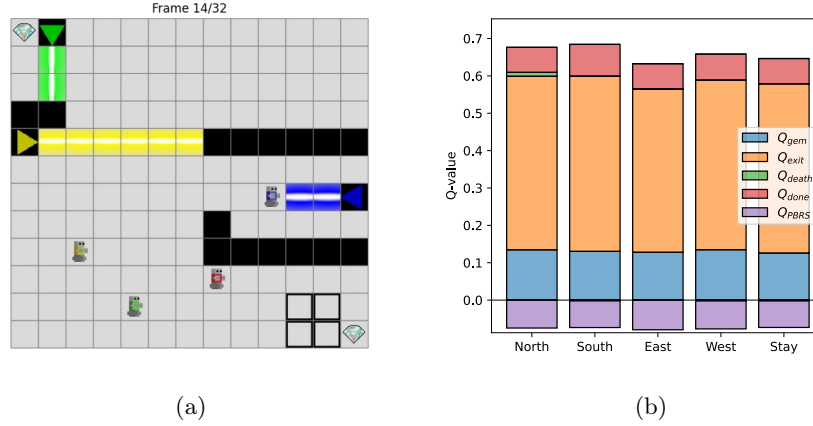 Frame 14/32
Q-value
0.7
0.6
0.5
0.4
0.3
0.2
0.1
0.0
Q_gem
Q_exit
Q_death
Q_done
Q_PBRS
North South East West Stay
(a) (b)